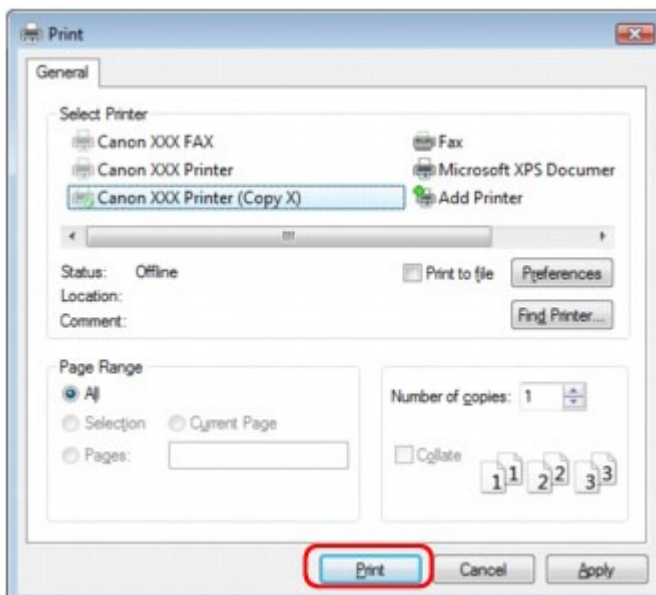 Print
General
Select Printer
Canon XXX FAX
Fax
Canon XXX Printer
Microsoft XPS Documer
Canon XXX Printer (Copy X)
Add Printer
Status: Offline
Print to file
Preferences
Location:
Comment:
Find Printer...
Page Range
All
Number of copies: 1
Selection
Current Page
Pages:
Collate
1 1 2 2 3 3
Print
Cancel
Apply